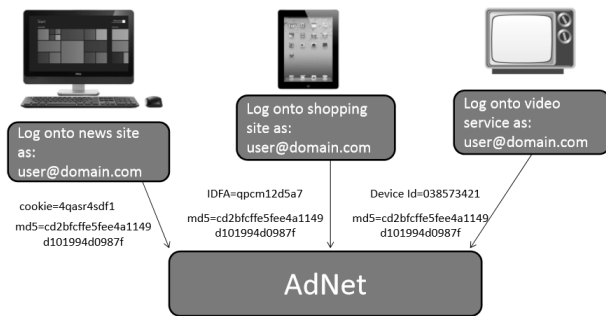 Log onto news site
as:
user@domain.com
Log onto shopping
site as:
user@domain.com
Log onto video
service as:
user@domain.com
cookie=4qasr4sdf1
md5=cd2bfcffe5fee4a1149
d101994d0987f
IDFA=qpcm12d5a7
md5=cd2bfcffe5fee4a1149
d101994d0987f
Device Id=038573421
md5=cd2bfcffe5fee4a1149
d101994d0987f
AdNet